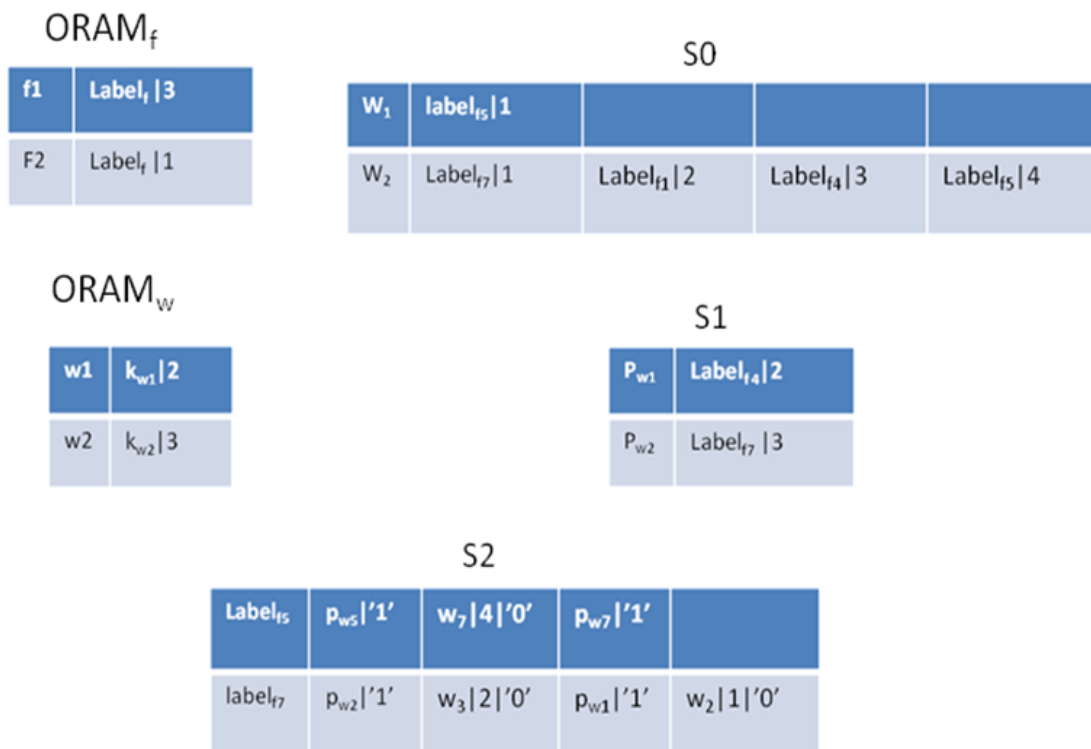 ORAMf
f1 Labelf |3
F2 Labelf |1
S0
W1 labelf5|1
W2 Labelf7|1 Labelf1|2 Labelf4|3 Labelf5|4
ORAMw
w1 kw1|2
w2 kw2|3
S1
Pw1 Labelf4|2
Pw2 Labelf7 |3
S2
Labelf5 pw5|'1' w7|4|'0' pw7|'1'
labelf7 pw2|'1' w3|2|'0' pw1|'1' w2|1|'0'